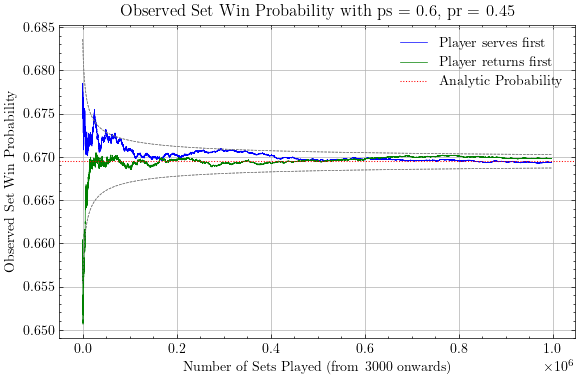 Observed Set Win Probability with ps = 0.6, pr = 0.45
0.685
0.680
0.675
0.670
0.665
0.660
0.655
0.650
Observed Set Win Probability
Player serves first
Player returns first
Analytic Probability
0.0 0.2 0.4 0.6 0.8 1.0
Number of Sets Played (from 3000 onwards)
×10⁶